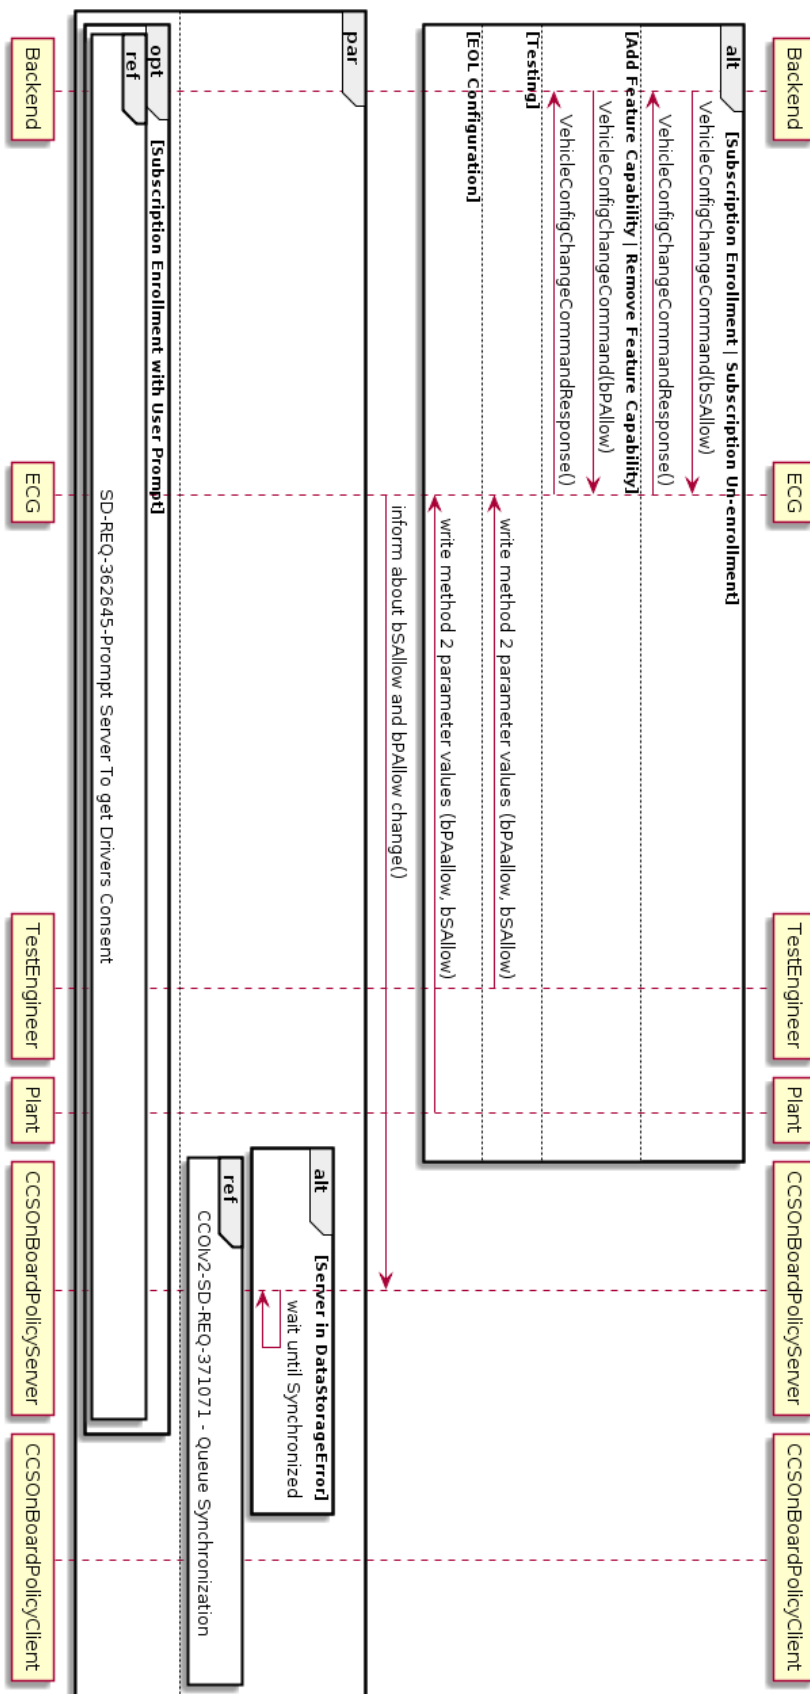 Backend
ECG
TestEngineer
Plant
CCSOnBoardPolicyServer
CCSOnBoardPolicyClient
alt
[Subscription Enrollment | Subscription Un-enrollment]
VehicleConfigChangeCommand(bSAllow)
VehicleConfigChangeCommandResponse()
[Add Feature Capability | Remove Feature Capability]
VehicleConfigChangeCommand(bPAllow)
VehicleConfigChangeCommandResponse()
[Testing]
write method 2 parameter values (bPAallow, bSAllow)
[EOL Configuration]
write method 2 parameter values (bPAallow, bSAllow)
inform about bSAllow and bPAllow change()
par
alt
[Server in DataStorageError]
wait until Synchronized
ref
CCOIv2-SD-REQ-371071 - Queue Synchronization
opt
[Subscription Enrollment with User Prompt]
ref
SD-REQ-362645-Prompt Server To get Drivers Consent
Backend
ECG
TestEngineer
Plant
CCSOnBoardPolicyServer
CCSOnBoardPolicyClient